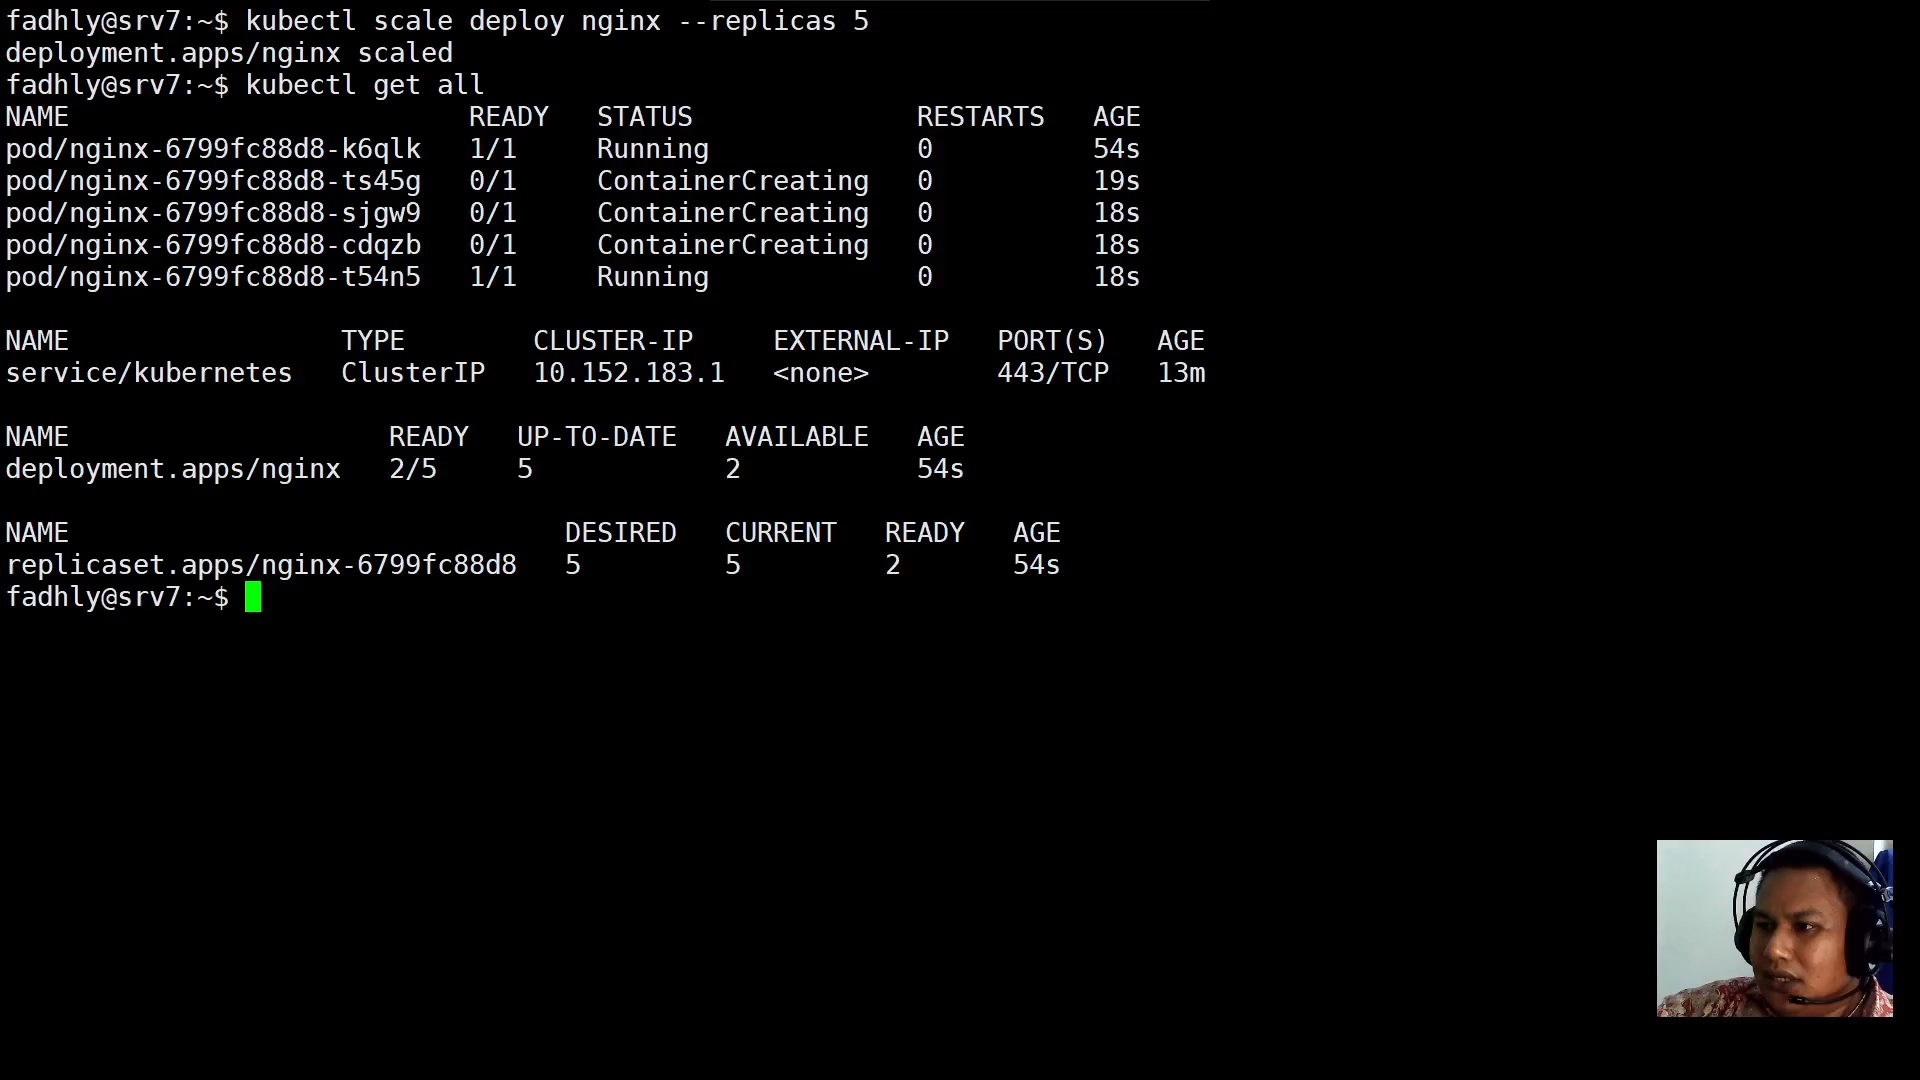 fadhly@srv7:~$ kubectl scale deploy nginx --replicas 5
deployment.apps/nginx scaled
fadhly@srv7:~$ kubectl get all
NAME READY STATUS RESTARTS AGE
pod/nginx-6799fc88d8-k6qlk 1/1 Running 0 54s
pod/nginx-6799fc88d8-ts45g 0/1 ContainerCreating 0 19s
pod/nginx-6799fc88d8-sjgw9 0/1 ContainerCreating 0 18s
pod/nginx-6799fc88d8-cdqzb 0/1 ContainerCreating 0 18s
pod/nginx-6799fc88d8-t54n5 1/1 Running 0 18s
NAME TYPE CLUSTER-IP EXTERNAL-IP PORT(S) AGE
service/kubernetes ClusterIP 10.152.183.1 <none> 443/TCP 13m
NAME READY UP-TO-DATE AVAILABLE AGE
deployment.apps/nginx 2/5 5 2 54s
NAME DESIRED CURRENT READY AGE
replicaset.apps/nginx-6799fc88d8 5 5 2 54s
fadhly@srv7:~$